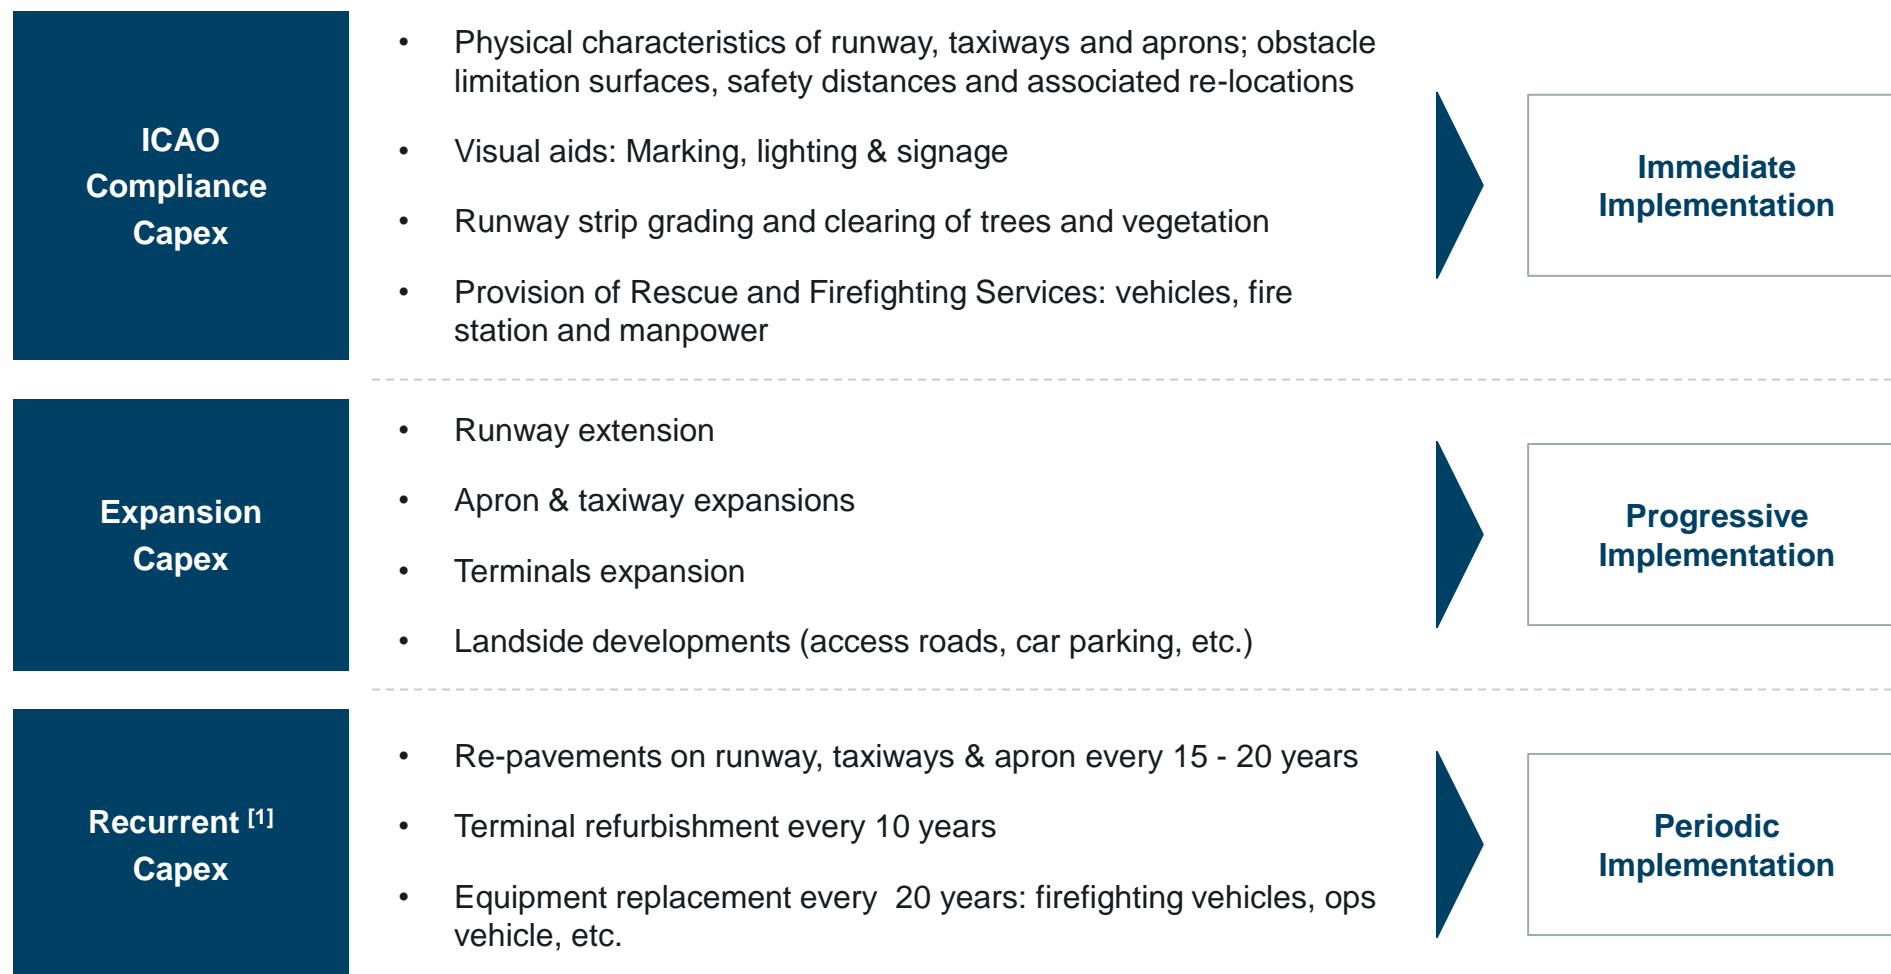 ICAO
Compliance
Capex
• Physical characteristics of runway, taxiways and aprons; obstacle
limitation surfaces, safety distances and associated re-locations
• Visual aids: Marking, lighting & signage
• Runway strip grading and clearing of trees and vegetation
• Provision of Rescue and Firefighting Services: vehicles, fire
station and manpower
Immediate
Implementation
Expansion
Capex
• Runway extension
• Apron & taxiway expansions
• Terminals expansion
• Landside developments (access roads, car parking, etc.)
Progressive
Implementation
Recurrent [1]
Capex
• Re-pavements on runway, taxiways & apron every 15 - 20 years
• Terminal refurbishment every 10 years
• Equipment replacement every  20 years: firefighting vehicles, ops
vehicle, etc.
Periodic
Implementation